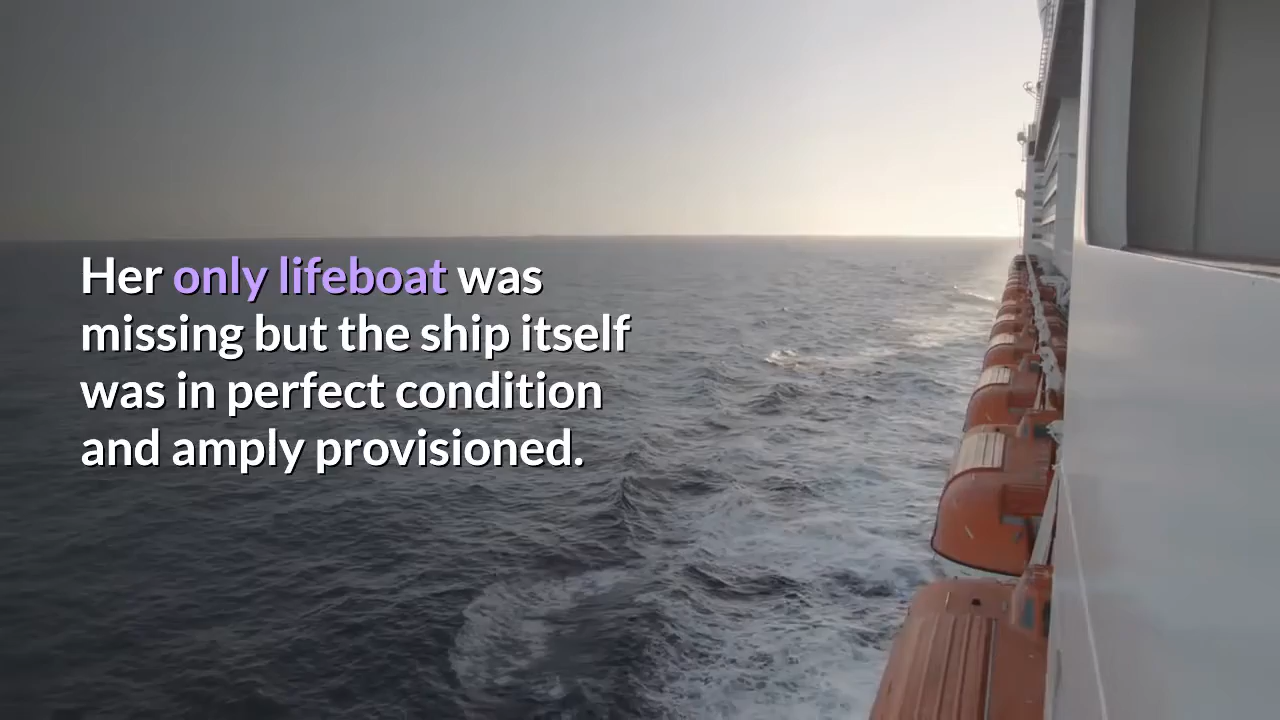 Her only lifeboat was
missing but the ship itself
was in perfect condition
and amply provisioned.